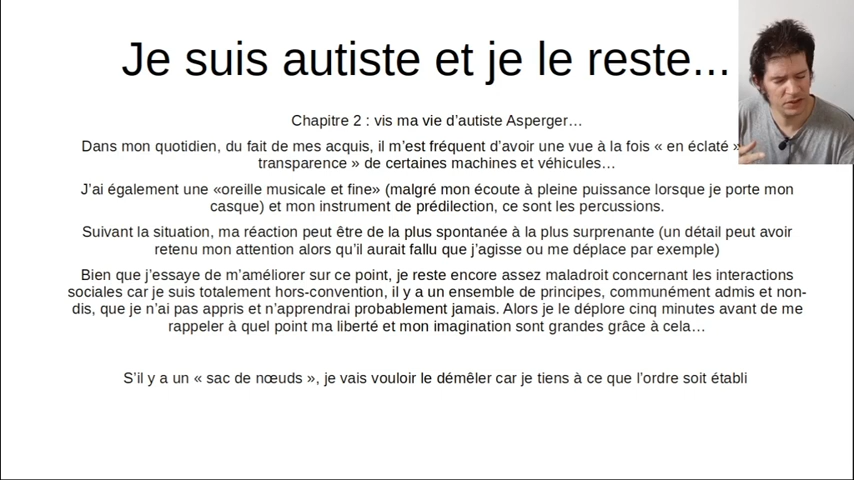 Je suis autiste et je le reste...
Chapitre 2 : vis ma vie d’autiste Asperger…
Dans mon quotidien, du fait de mes acquis, il m’est fréquent d’avoir une vue à la fois « en éclaté »
transparence » de certaines machines et véhicules…
J’ai également une «oreille musicale et fine» (malgré mon écoute à pleine puissance lorsque je porte mon
casque) et mon instrument de prédilection, ce sont les percussions.
Suivant la situation, ma réaction peut être de la plus spontanée à la plus surprenante (un détail peut avoir
retenu mon attention alors qu’il aurait fallu que j’agisse ou me déplace par exemple)
Bien que j’essaye de m’améliorer sur ce point, je reste encore assez maladroit concernant les interactions
sociales car je suis totalement hors-convention, il y a un ensemble de principes, communément admis et non-
dis, que je n’ai pas appris et n’apprendrai probablement jamais. Alors je le déplore cinq minutes avant de me
rappeler à quel point ma liberté et mon imagination sont grandes grâce à cela…
S’il y a un « sac de nœuds », je vais vouloir le démêler car je tiens à ce que l’ordre soit établi